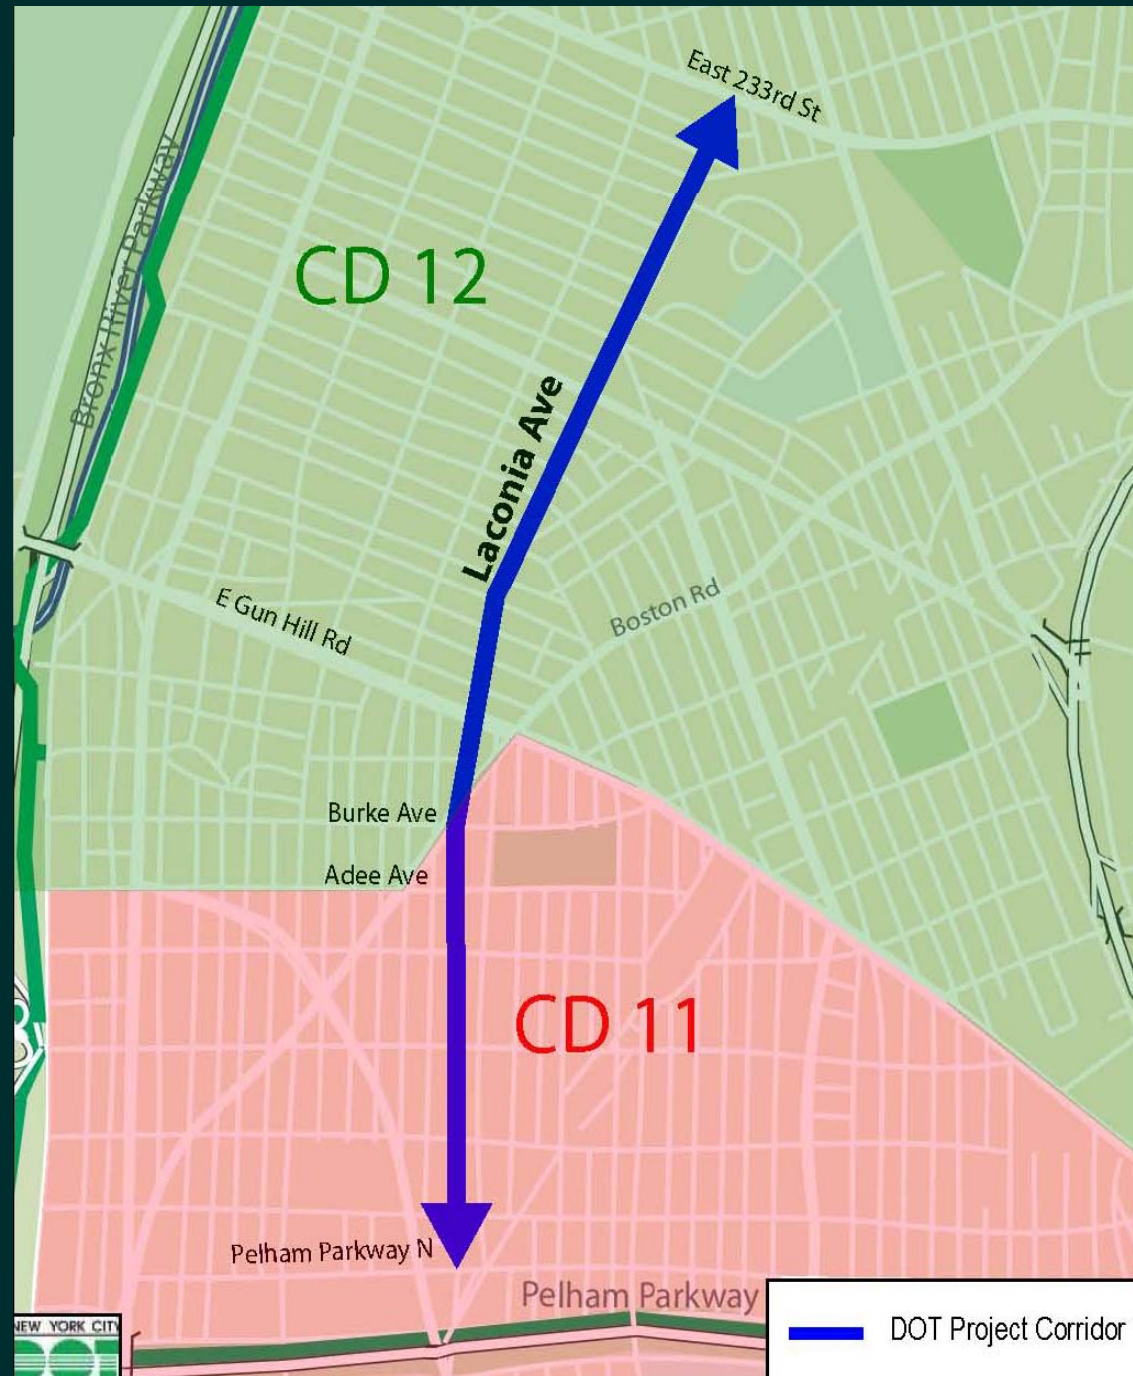 East 233rd St
Bronx River Parkway
CD 12
Laconia Ave
E Gun Hill Rd
Boston Rd
Burke Ave
Adee Ave
CD 11
Pelham Parkway N
Pelham Parkway
NEW YORK CITY
DOT
DOT Project Corridor